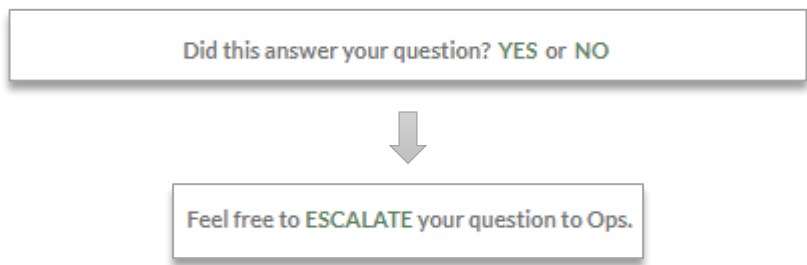 Did this answer your question? YES or NO
Feel free to ESCALATE your question to Ops.